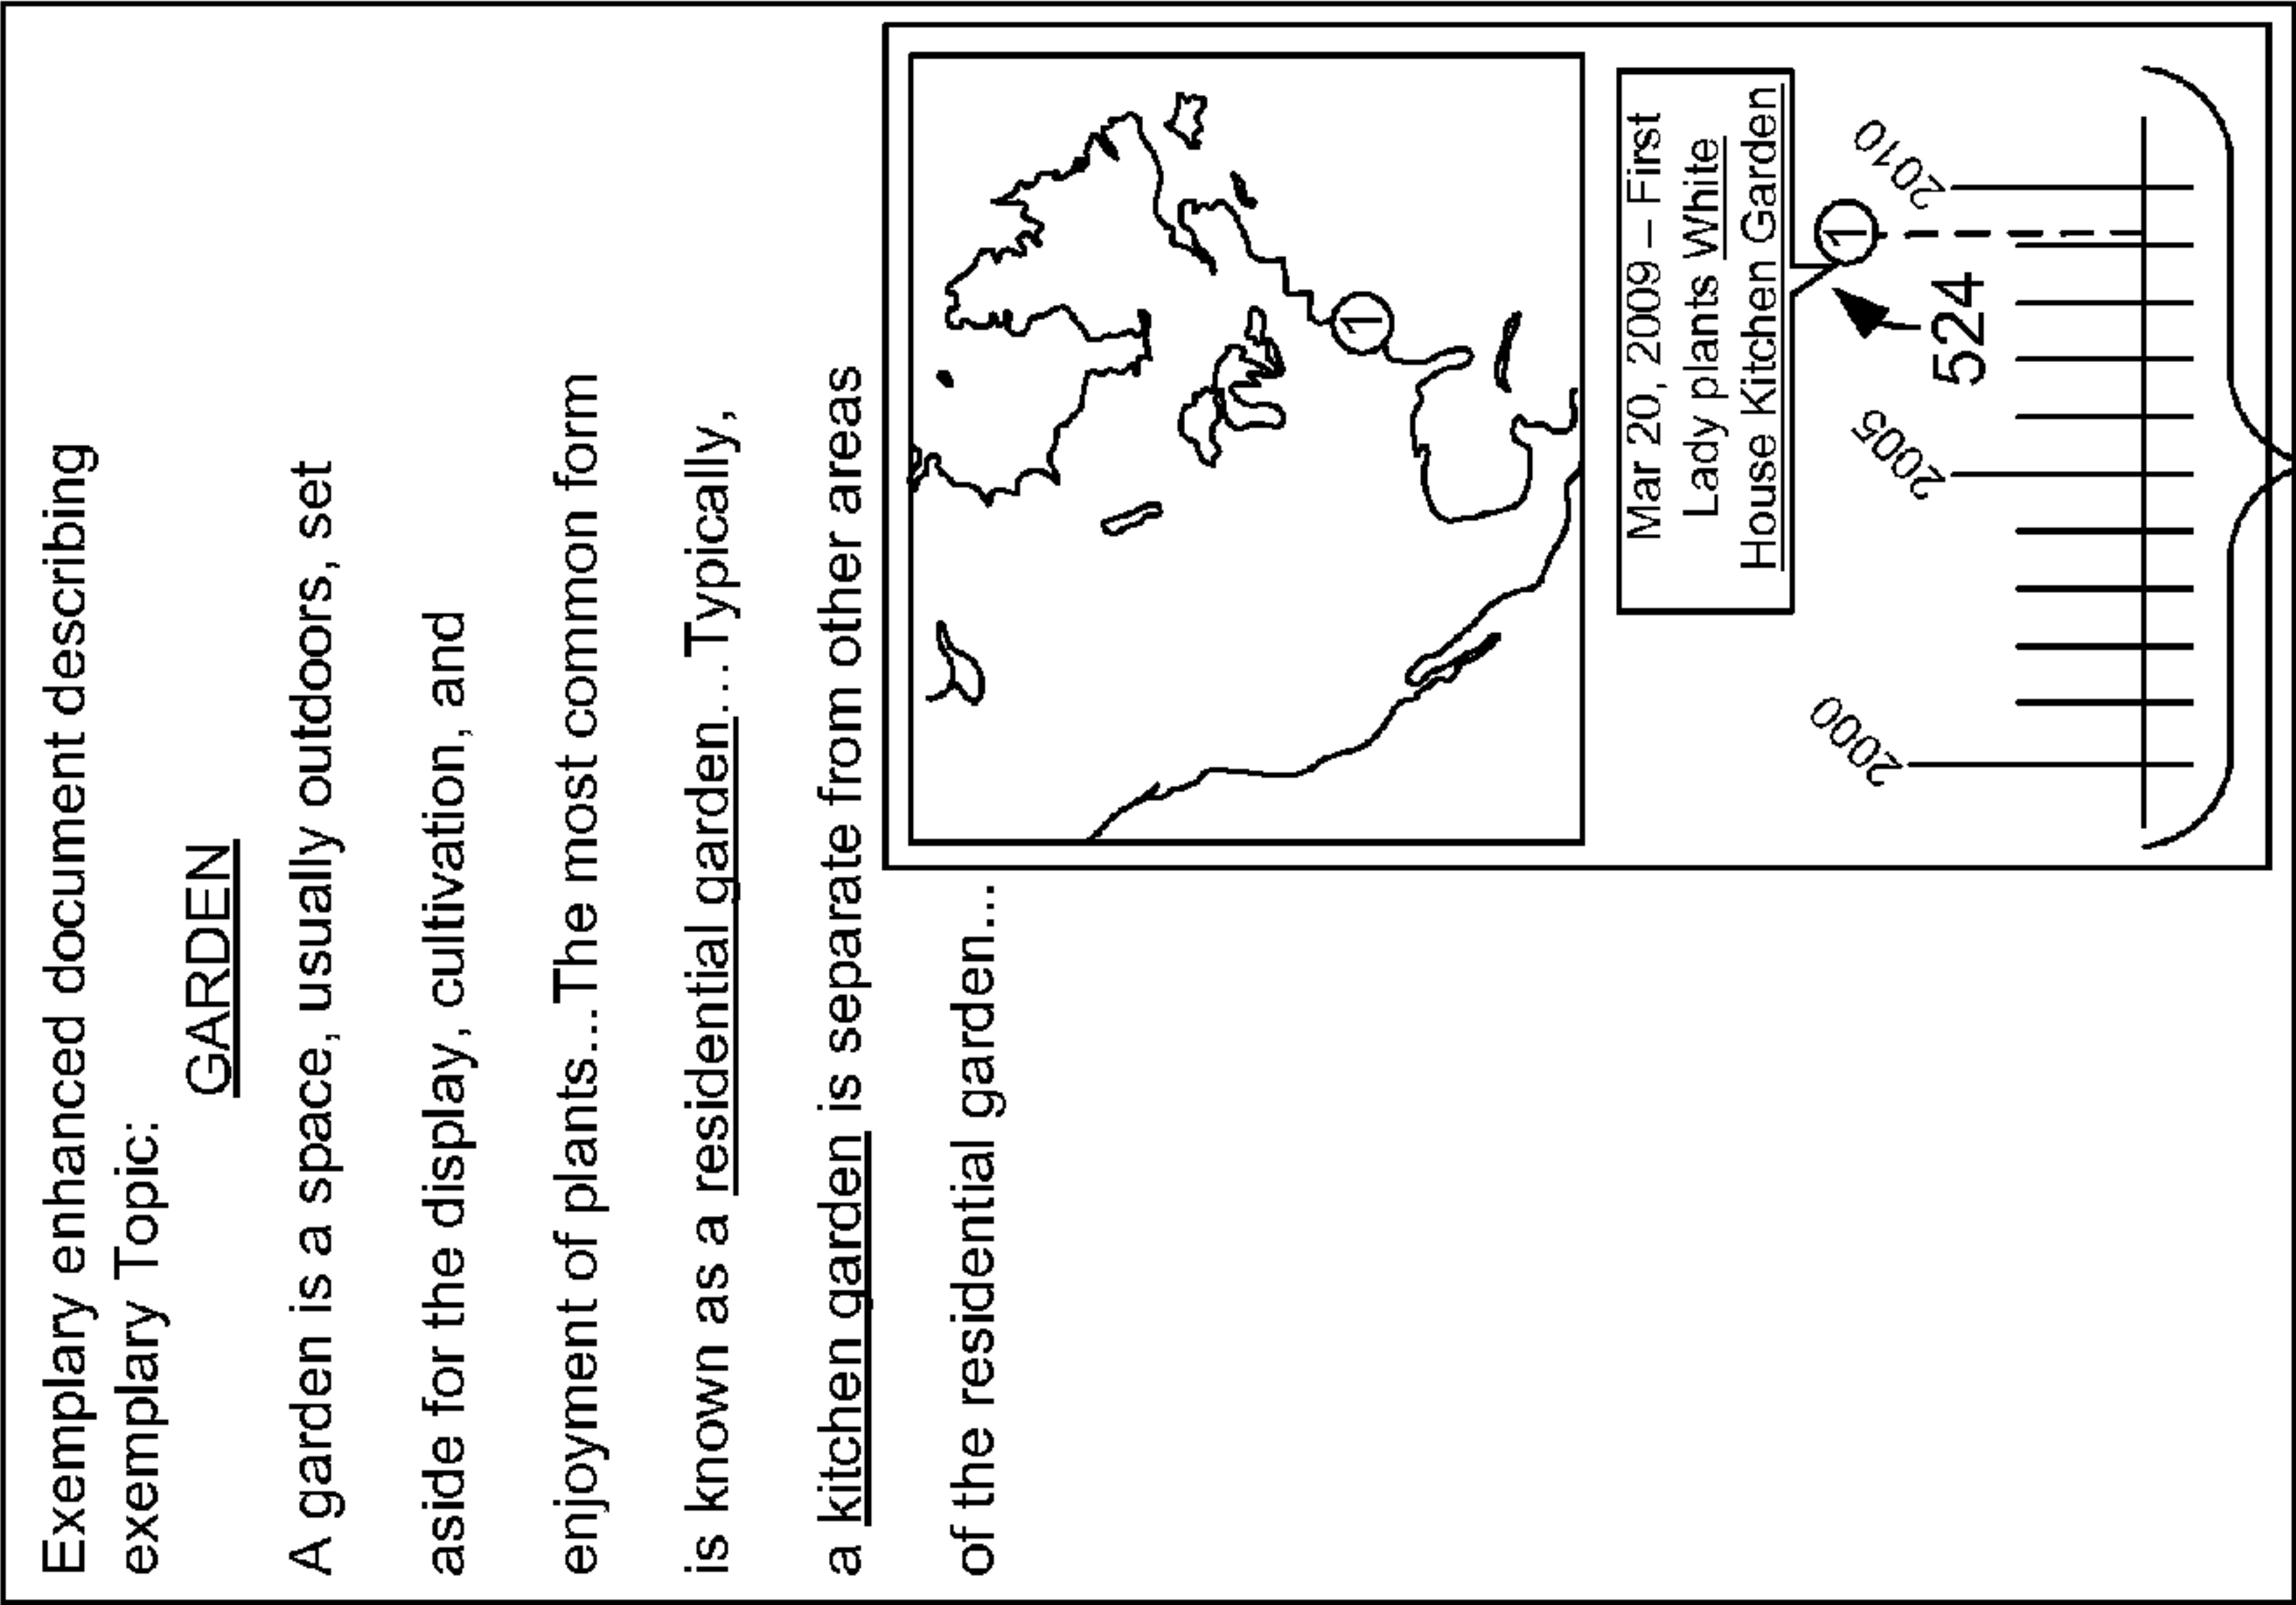 Exemplary enhanced document describing
exemplary Topic:
GARDEN
A garden is a space, usually outdoors, set
aside for the display, cultivation, and
enjoyment of plants...The most common form
is known as a residential garden....Typically,
a kitchen garden is separate from other areas
of the residential garden...
1
Mar 20, 2009 – First
Lady plants White
House Kitchen Garden
1
524
2000
2005
2010